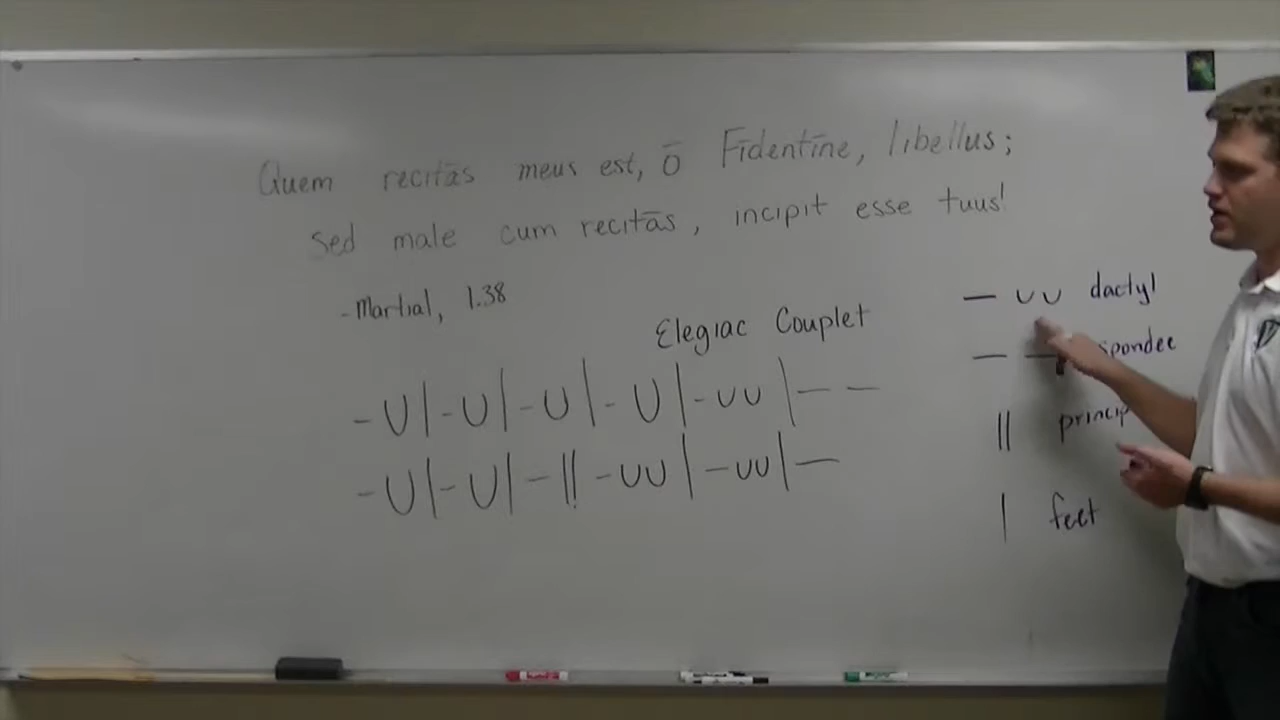 Quem recitās meus est, ō Fīdentīne, libellus;
sed male cum recitās, incipit esse tuus!
-Martial, 1.38
Elegiac Couplet
— ∪∪ dactyl
— — spondee
|| princip
| feet
- ∪ | - ∪ | - ∪ | - ∪ | - ∪∪ | — —
- ∪ | - ∪ | - || - ∪∪ | - ∪∪ | —